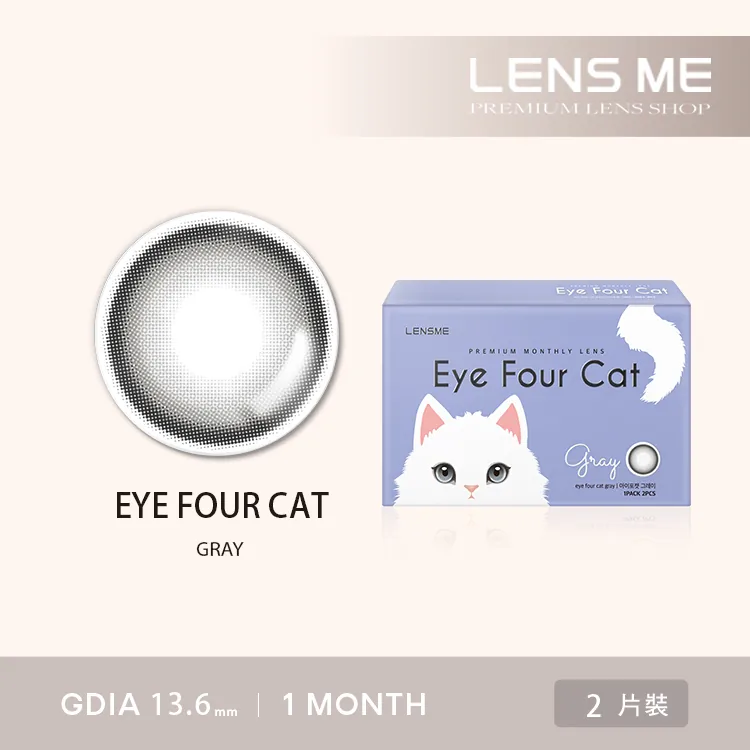 LENS ME
PREMIUM LENS SHOP
Eye Four Cat
LENSME
PREMIUM MONTHLY LENS
Eye Four Cat
Gray
eye four cat gray | 아이포캣 그레이
1PACK 2PCS
EYE FOUR CAT
GRAY
GDIA 13.6mm | 1 MONTH
2 片裝